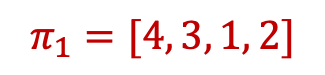 π₁ = [4, 3, 1, 2]